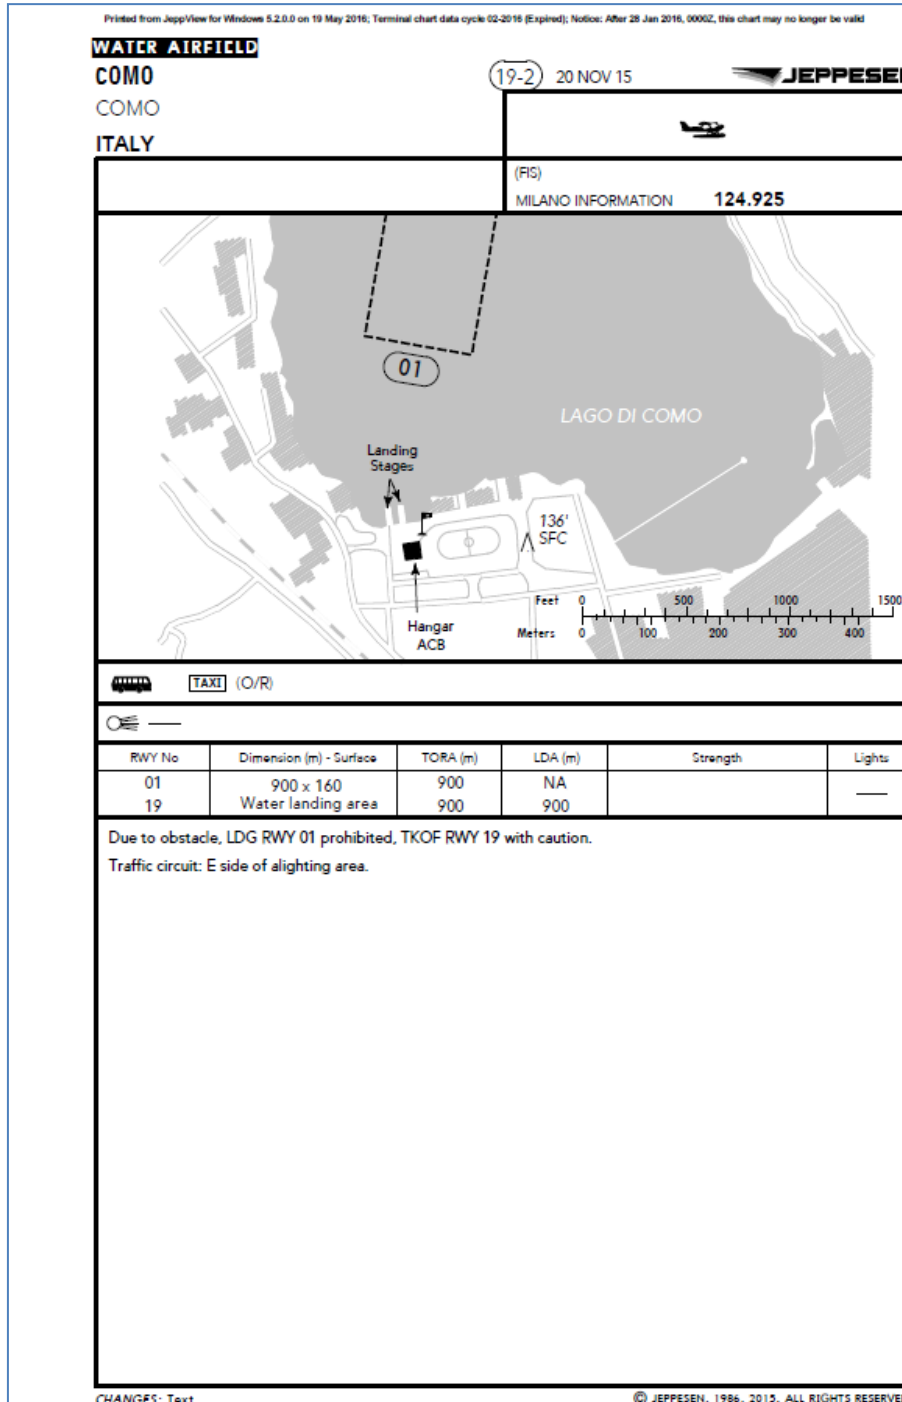 Printed from JeppView for Windows 5.2.0.0 on 19 May 2016; Terminal chart data cycle 02-2016 (Expired); Notice: After 28 Jan 2016, 0000Z, this chart may no longer be valid
WATER AIRFIELD
COMO
19-2 20 NOV 15
JEPPESEN
COMO
ITALY
(FIS)
MILANO INFORMATION 124.925
01
LAGO DI COMO
Landing
Stages
136'
SFC
Hangar
ACB
Feet 0 500 1000 1500
Meters 0 100 200 300 400
TAXI (O/R)
RWY No Dimension (m) - Surface TORA (m) LDA (m) Strength Lights
01 900 x 160 900 NA
19 Water landing area 900 900
Due to obstacle, LDG RWY 01 prohibited, TKOF RWY 19 with caution.
Traffic circuit: E side of alighting area.
CHANGES: Text
© JEPPESEN, 1986, 2015. ALL RIGHTS RESERVE